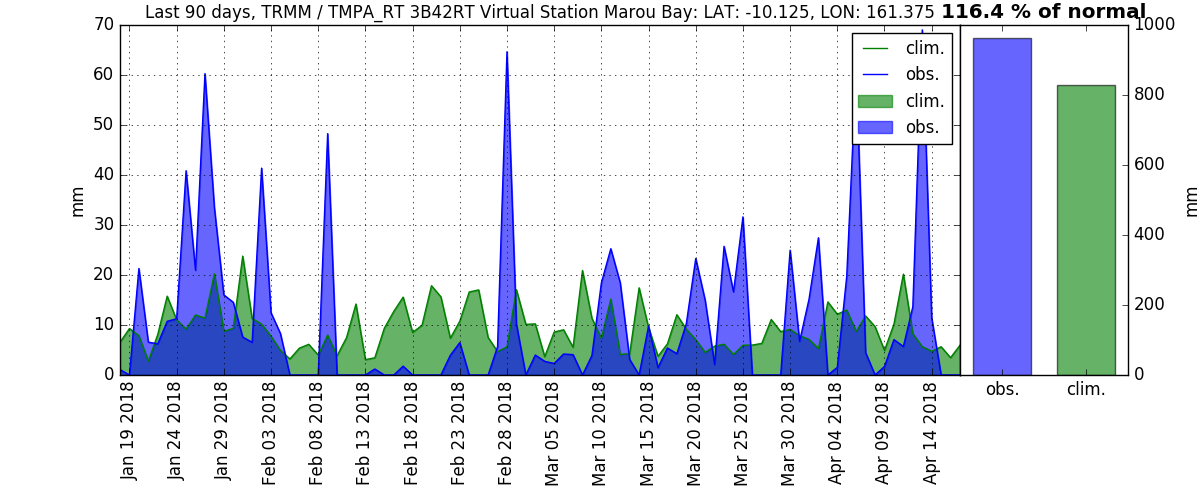 Last 90 days, TRMM / TMPA_RT 3B42RT Virtual Station Marou Bay: LAT: -10.125, LON: 161.375 116.4 % of normal
70
60
50
40
30
20
10
0
mm
clim.
obs.
clim.
obs.
1000
800
600
400
200
0
mm
obs.
clim.
Jan 19 2018
Jan 24 2018
Jan 29 2018
Feb 03 2018
Feb 08 2018
Feb 13 2018
Feb 18 2018
Feb 23 2018
Feb 28 2018
Mar 05 2018
Mar 10 2018
Mar 15 2018
Mar 20 2018
Mar 25 2018
Mar 30 2018
Apr 04 2018
Apr 09 2018
Apr 14 2018